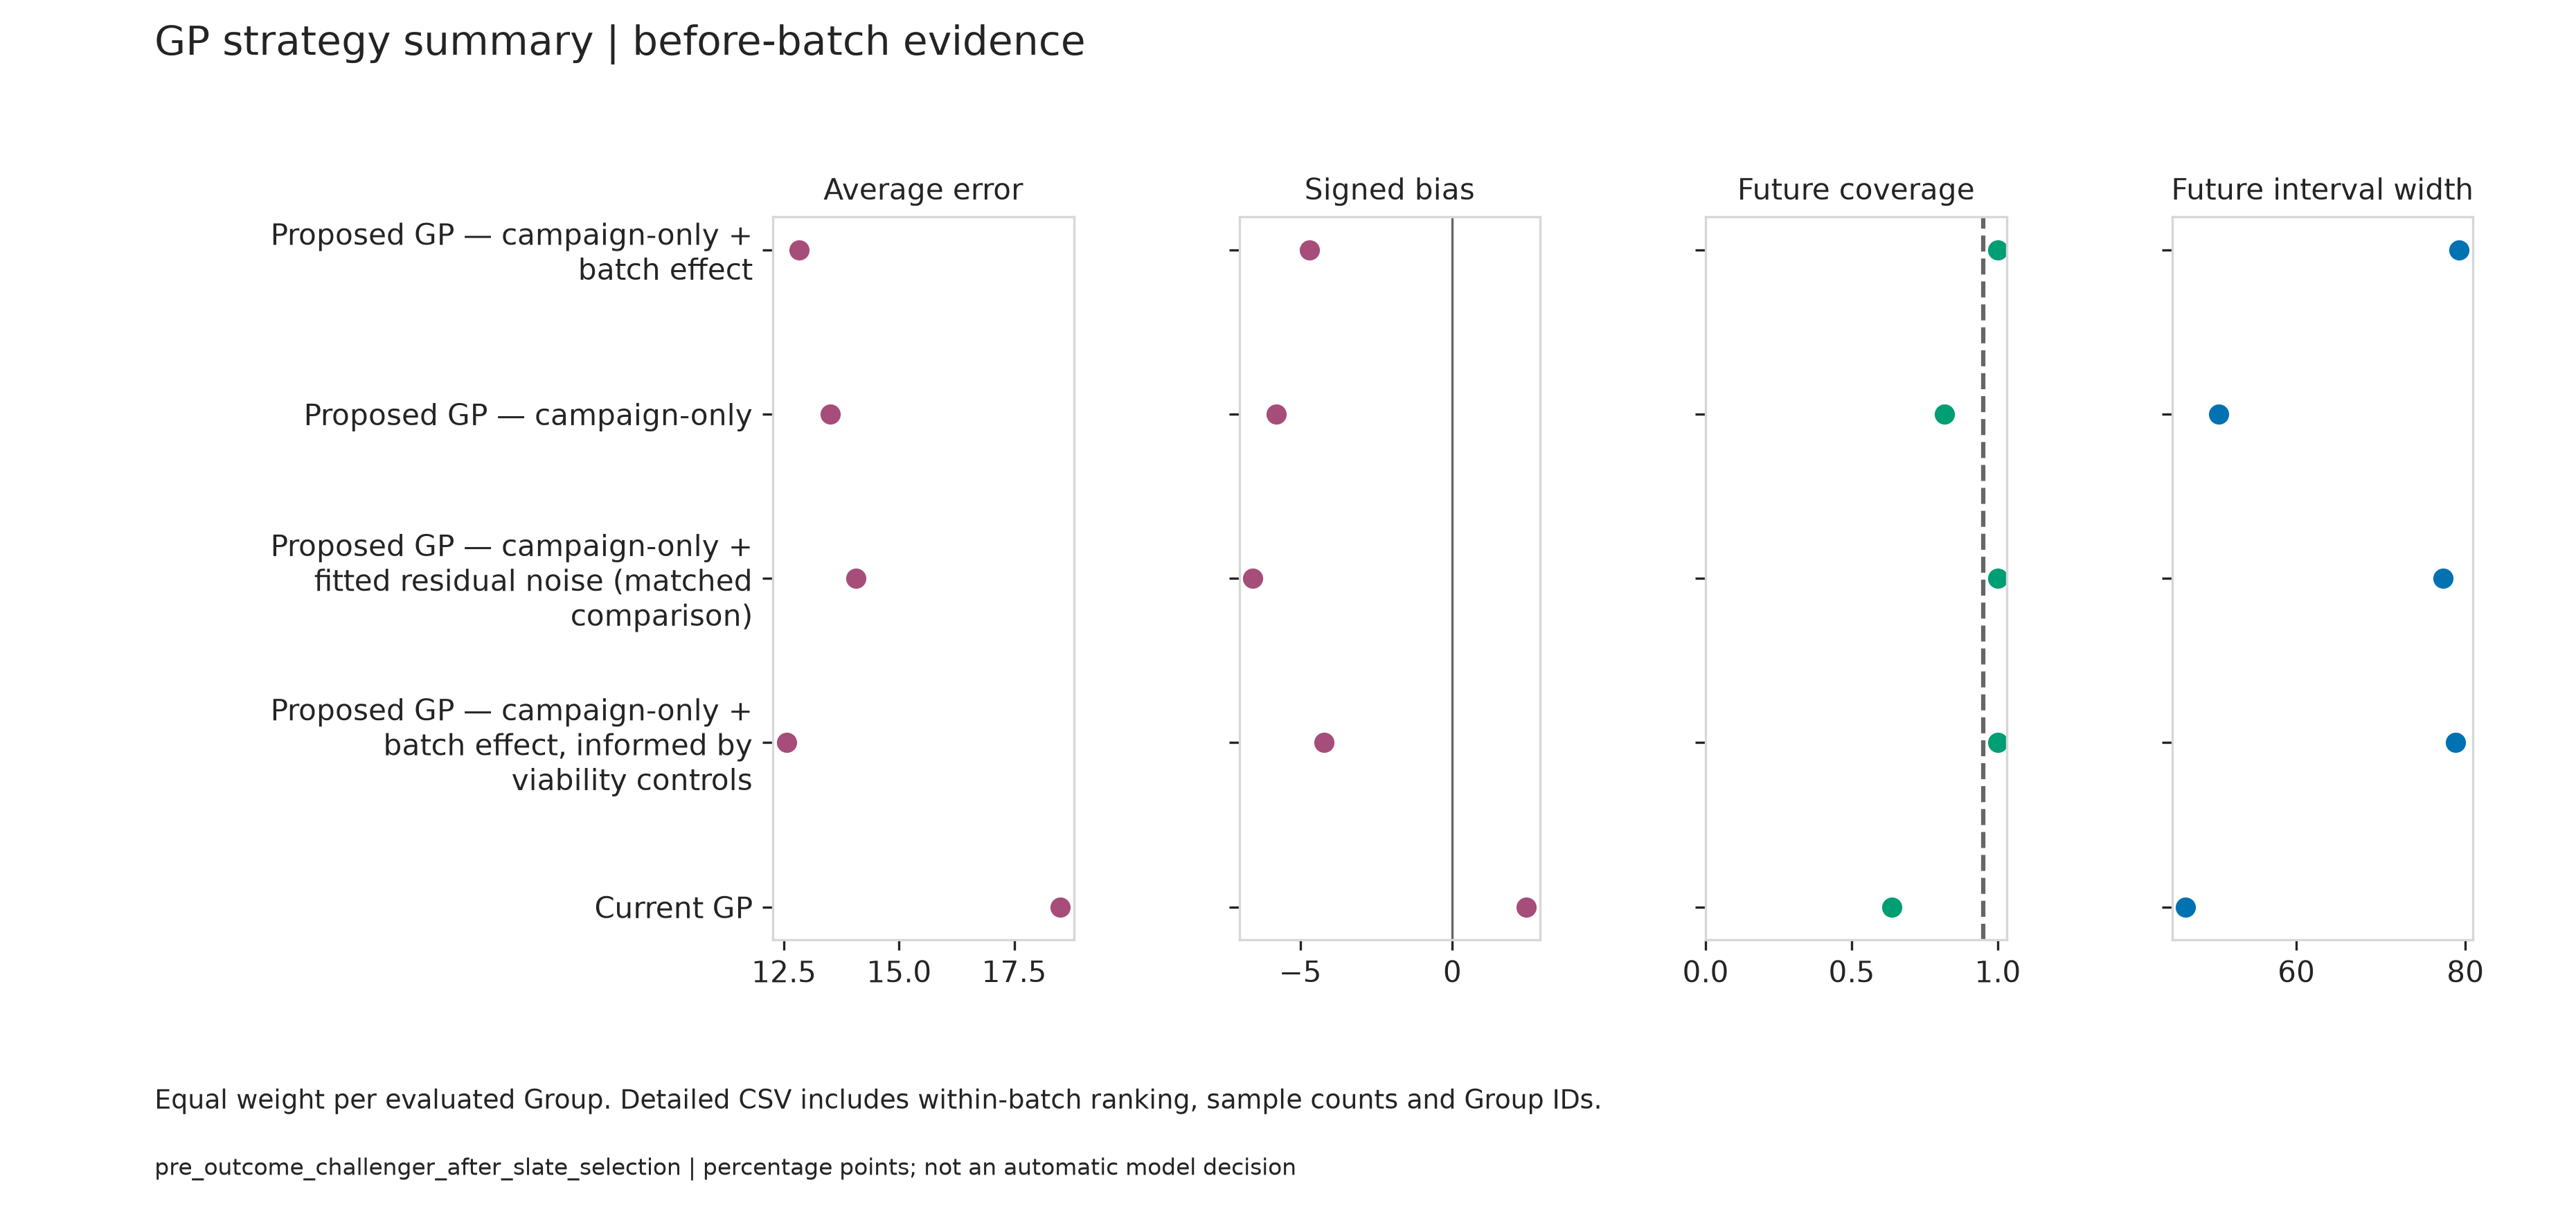 GP strategy summary | before-batch evidence
Average error
Signed bias
Future coverage
Future interval width
Proposed GP — campaign-only +
batch effect
Proposed GP — campaign-only
Proposed GP — campaign-only +
fitted residual noise (matched
comparison)
Proposed GP — campaign-only +
batch effect, informed by
viability controls
Current GP
12.5 15.0 17.5
−5 0
0.0 0.5 1.0
60 80
Equal weight per evaluated Group. Detailed CSV includes within-batch ranking, sample counts and Group IDs.
pre_outcome_challenger_after_slate_selection | percentage points; not an automatic model decision